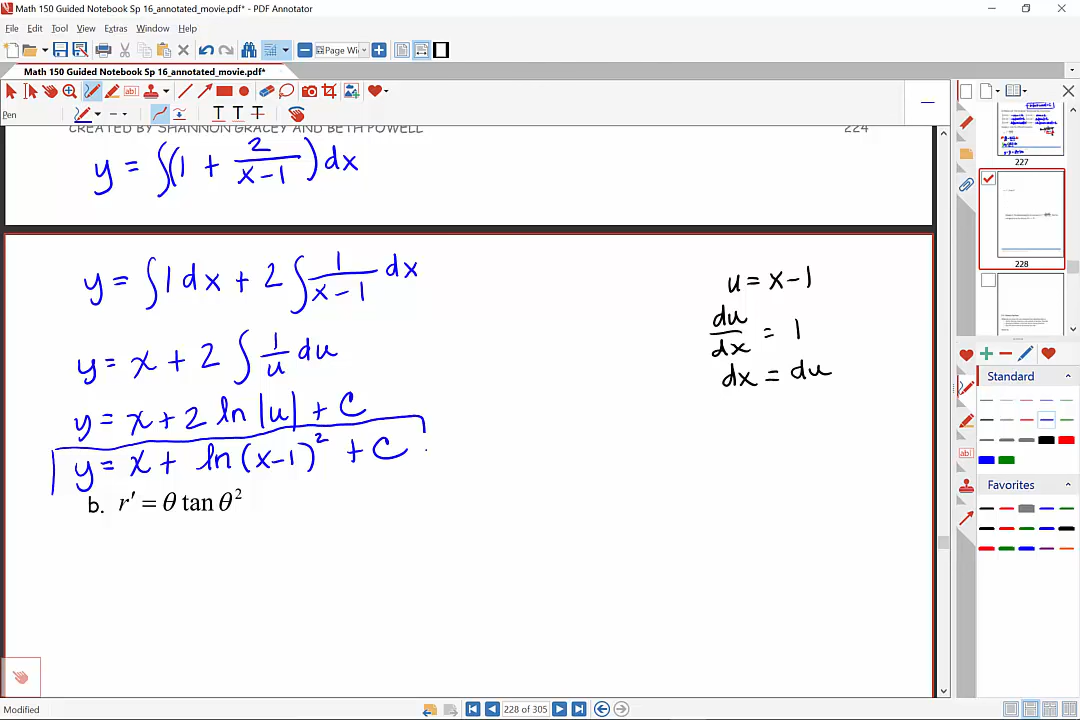 Math 150 Guided Notebook Sp 16_annotated_movie.pdf* - PDF Annotator
File Edit Tool View Extras Window Help
Page Wi
Math 150 Guided Notebook Sp 16_annotated_movie.pdf*
Pen
CREATED BY SHANNON GRACEY AND BETH POWELL 224
y = ∫(1 + 2/(x-1)) dx
y = ∫ 1 dx + 2 ∫ 1/(x-1) dx
y = x + 2 ∫ 1/u du
y = x + 2 ln |u| + C
y = x + ln (x-1)² + C
b. r′ = θ tan θ²
u = x-1
du/dx = 1
dx = du
227
228
Standard
Favorites
Modified
228 of 305